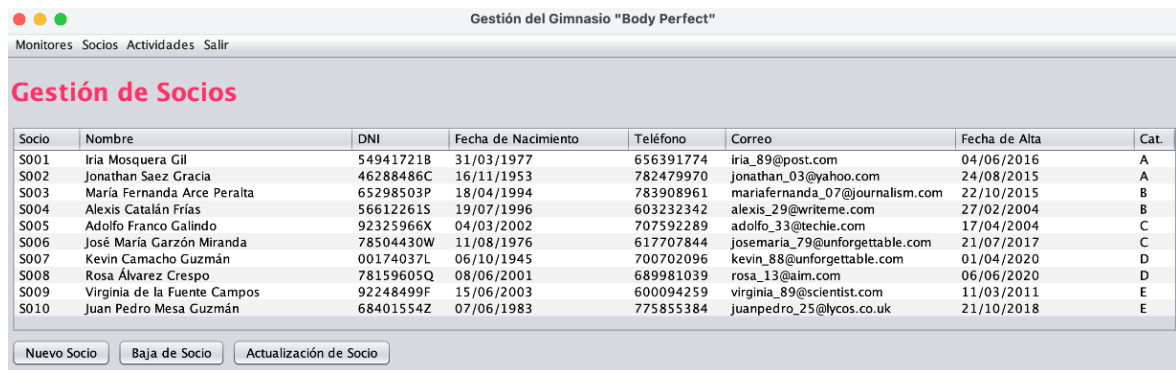 Gestión del Gimnasio "Body Perfect"
Monitores Socios Actividades Salir
Gestión de Socios
Socio Nombre DNI Fecha de Nacimiento Teléfono Correo Fecha de Alta Cat.
S001 Iria Mosquera Gil 54941721B 31/03/1977 656391774 iria_89@post.com 04/06/2016 A
S002 Jonathan Saez Gracia 46288486C 16/11/1953 782479970 jonathan_03@yahoo.com 24/08/2015 A
S003 María Fernanda Arce Peralta 65298503P 18/04/1994 783908961 mariafernanda_07@journalism.com 22/10/2015 B
S004 Alexis Catalán Frías 56612261S 19/07/1996 603232342 alexis_29@writeme.com 27/02/2004 B
S005 Adolfo Franco Galindo 92325966X 04/03/2002 707592289 adolfo_33@techie.com 17/04/2004 C
S006 José María Garzón Miranda 78504430W 11/08/1976 617707844 josemaria_79@unforgettable.com 21/07/2017 C
S007 Kevin Camacho Guzmán 00174037L 06/10/1945 700702096 kevin_88@unforgettable.com 01/04/2020 D
S008 Rosa Álvarez Crespo 78159605Q 08/06/2001 689981039 rosa_13@aim.com 06/06/2020 D
S009 Virginia de la Fuente Campos 92248499F 15/06/2003 600094259 virginia_89@scientist.com 11/03/2011 E
S010 Juan Pedro Mesa Guzmán 68401554Z 07/06/1983 775855384 juanpedro_25@lycos.co.uk 21/10/2018 E
Nuevo Socio Baja de Socio Actualización de Socio